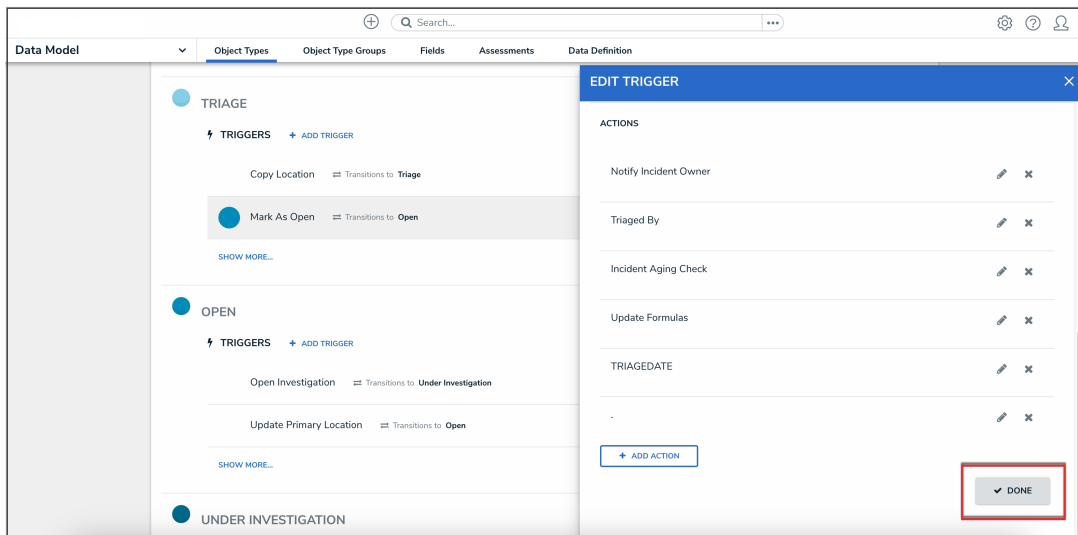 Search...
Data Model
Object Types
Object Type Groups
Fields
Assessments
Data Definition
TRIAGE
TRIGGERS
+ ADD TRIGGER
Copy Location
Transitions to Triage
Mark As Open
Transitions to Open
SHOW MORE...
OPEN
TRIGGERS
+ ADD TRIGGER
Open Investigation
Transitions to Under Investigation
Update Primary Location
Transitions to Open
SHOW MORE...
UNDER INVESTIGATION
EDIT TRIGGER
ACTIONS
Notify Incident Owner
Triaged By
Incident Aging Check
Update Formulas
TRIAGEDATE
.
+ ADD ACTION
DONE